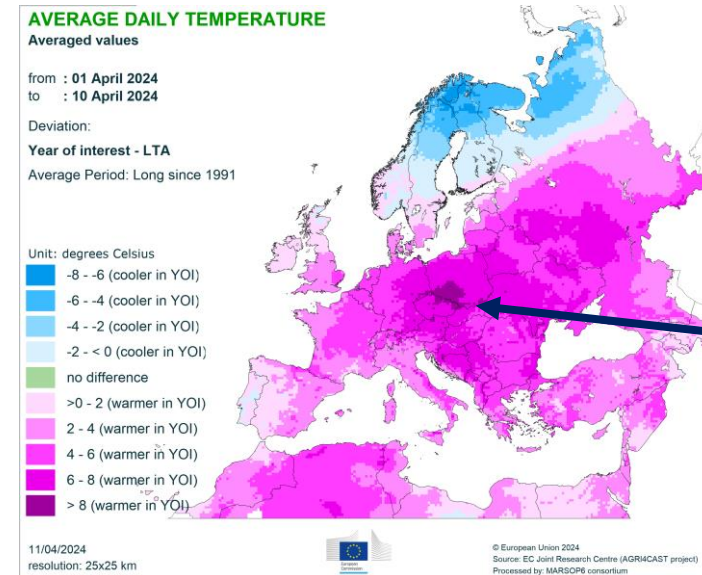 AVERAGE DAILY TEMPERATURE
Averaged values
from : 01 April 2024
to : 10 April 2024
Deviation:
Year of interest - LTA
Average Period: Long since 1991
Unit: degrees Celsius
-8 - -6 (cooler in YOI)
-6 - -4 (cooler in YOI)
-4 - -2 (cooler in YOI)
-2 - < 0 (cooler in YOI)
no difference
>0 - 2 (warmer in YOI)
2 - 4 (warmer in YOI)
4 - 6 (warmer in YOI)
6 - 8 (warmer in YOI)
> 8 (warmer in YOI)
11/04/2024
resolution: 25x25 km
European
Commission
© European Union 2024
Source: EC Joint Research Centre (AGRI4CAST project)
Processed by: MARSOP6 consortium